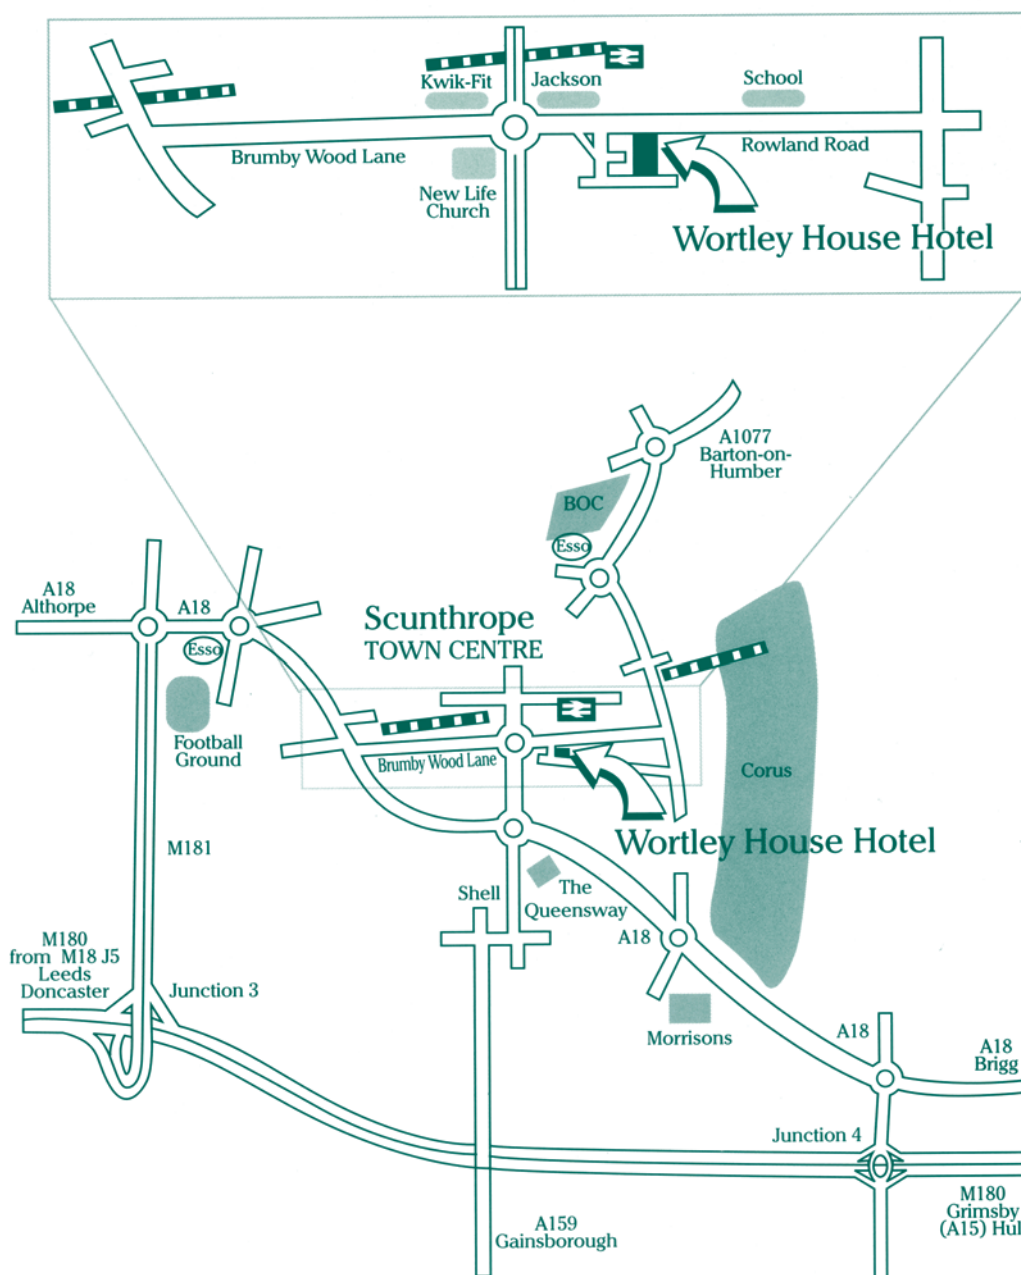 Kwik-Fit
Jackson
School
Brumby Wood Lane
Rowland Road
New Life
Church
Wortley House Hotel
A1077
Barton-on-
Humber
BOC
Esso
A18
Althorpe
A18
Esso
Scunthrope
TOWN CENTRE
Football
Ground
Brumby Wood Lane
Corus
Wortley House Hotel
M181
Shell
The
Queensway
A18
M180
from M18 J5
Leeds
Doncaster
Junction 3
Morrisons
A18
A18
Brigg
Junction 4
A159
Gainsborough
M180
Grimsby
(A15) Hul